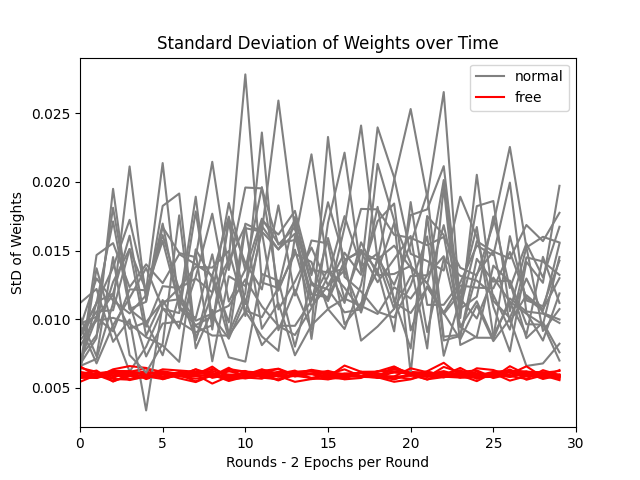 Standard Deviation of Weights over Time
normal
free
0.025
0.020
0.015
0.010
0.005
StD of Weights
0 5 10 15 20 25 30
Rounds - 2 Epochs per Round